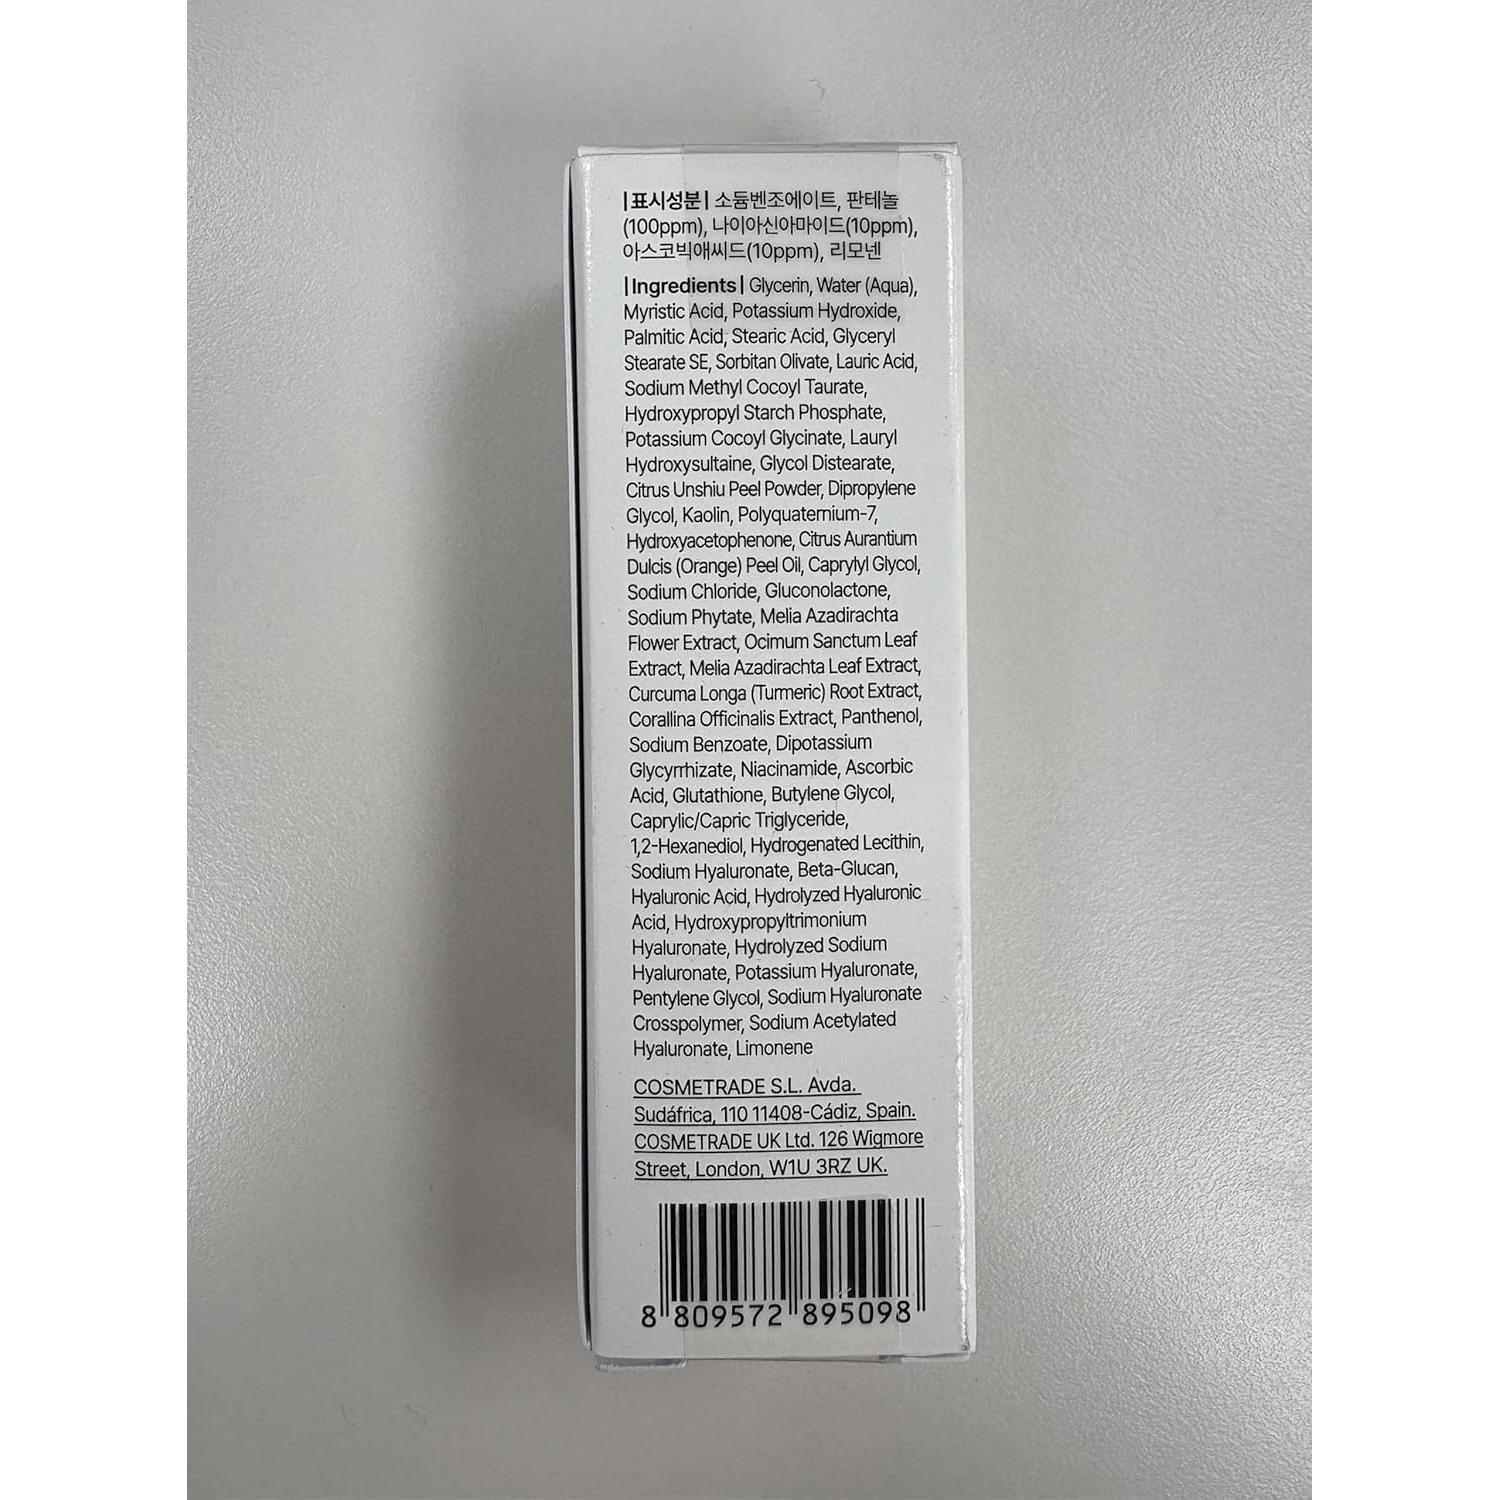 |표시성분| 소듐벤조에이트, 판테놀
(100ppm), 나이아신아마이드(10ppm),
아스코빅애씨드(10ppm), 리모넨
|Ingredients| Glycerin, Water (Aqua),
Myristic Acid, Potassium Hydroxide,
Palmitic Acid, Stearic Acid, Glyceryl
Stearate SE, Sorbitan Olivate, Lauric Acid,
Sodium Methyl Cocoyl Taurate,
Hydroxypropyl Starch Phosphate,
Potassium Cocoyl Glycinate, Lauryl
Hydroxysultaine, Glycol Distearate,
Citrus Unshiu Peel Powder, Dipropylene
Glycol, Kaolin, Polyquaternium-7,
Hydroxyacetophenone, Citrus Aurantium
Dulcis (Orange) Peel Oil, Caprylyl Glycol,
Sodium Chloride, Gluconolactone,
Sodium Phytate, Melia Azadirachta
Flower Extract, Ocimum Sanctum Leaf
Extract, Melia Azadirachta Leaf Extract,
Curcuma Longa (Turmeric) Root Extract,
Corallina Officinalis Extract, Panthenol,
Sodium Benzoate, Dipotassium
Glycyrrhizate, Niacinamide, Ascorbic
Acid, Glutathione, Butylene Glycol,
Caprylic/Capric Triglyceride,
1,2-Hexanediol, Hydrogenated Lecithin,
Sodium Hyaluronate, Beta-Glucan,
Hyaluronic Acid, Hydrolyzed Hyaluronic
Acid, Hydroxypropyltrimonium
Hyaluronate, Hydrolyzed Sodium
Hyaluronate, Potassium Hyaluronate,
Pentylene Glycol, Sodium Hyaluronate
Crosspolymer, Sodium Acetylated
Hyaluronate, Limonene
COSMETRADE S.L. Avda.
Sudáfrica, 110 11408-Cádiz, Spain.
COSMETRADE UK Ltd. 126 Wigmore
Street, London, W1U 3RZ UK.
8 809572 895098